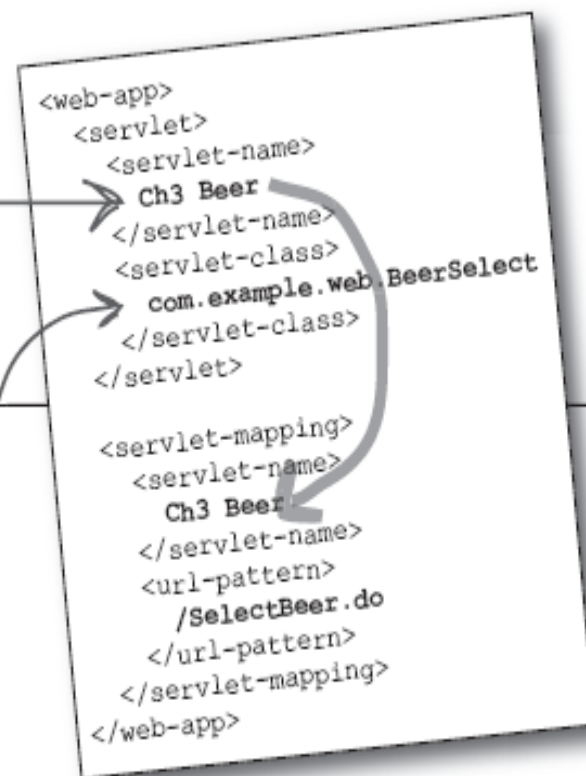 <web-app>
<servlet>
<servlet-name>
Ch3 Beer
</servlet-name>
<servlet-class>
com.example.web.BeerSelect
</servlet-class>
</servlet>
<servlet-mapping>
<servlet-name>
Ch3 Beer
</servlet-name>
<url-pattern>
/SelectBeer.do
</url-pattern>
</servlet-mapping>
</web-app>